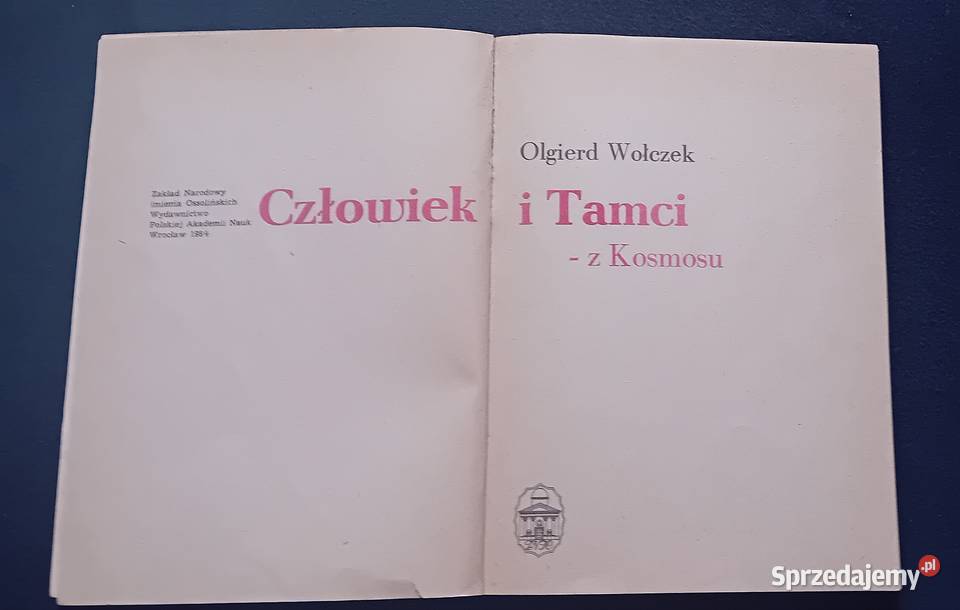 Zakład Narodowy
imienia Ossolińskich
Wydawnictwo
Polskiej Akademii Nauk
Wrocław 1984
Olgierd Wołczek
Człowiek i Tamci
- z Kosmosu
Sprzedajemy.pl